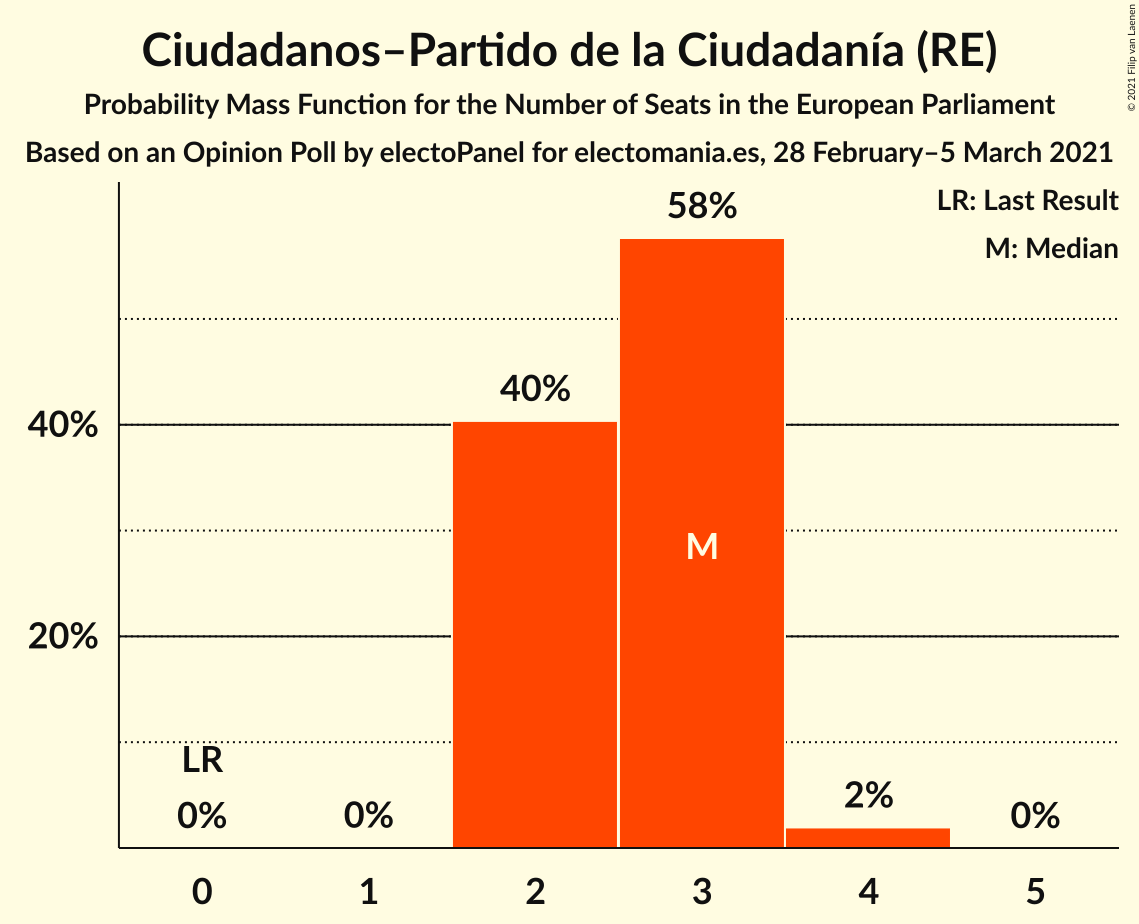 Ciudadanos–Partido de la Ciudadanía (RE)
Probability Mass Function for the Number of Seats in the European Parliament
Based on an Opinion Poll by electoPanel for electomania.es, 28 February–5 March 2021
© 2021 Filip van Laenen
LR: Last Result
M: Median
58%
40%
40%
M
20%
LR
0%
0%
2%
0%
0 1 2 3 4 5